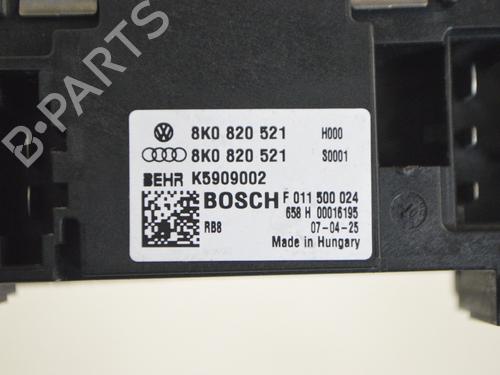 8K0 820 521 H000
8K0 820 521 S0001
BEHR K5909002
BOSCH F 011 500 024
658 H 00016195
RB8 07-04-25
Made in Hungary
B-PARTS